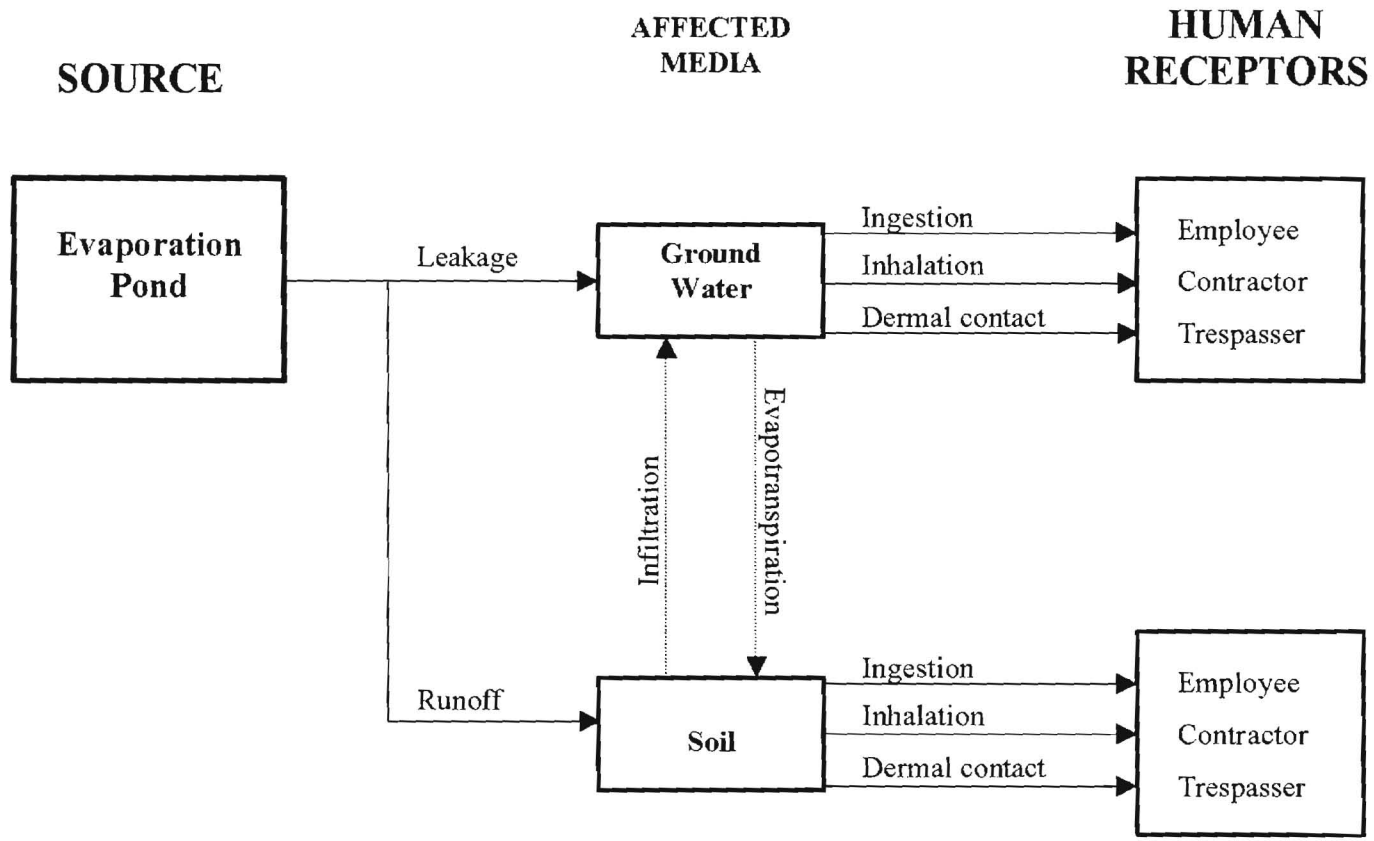 SOURCE
AFFECTED
MEDIA
HUMAN
RECEPTORS
Evaporation
Pond
Leakage
Ground
Water
Ingestion
Inhalation
Dermal contact
Employee
Contractor
Trespasser
Infiltration
Evapotranspiration
Runoff
Soil
Ingestion
Inhalation
Dermal contact
Employee
Contractor
Trespasser